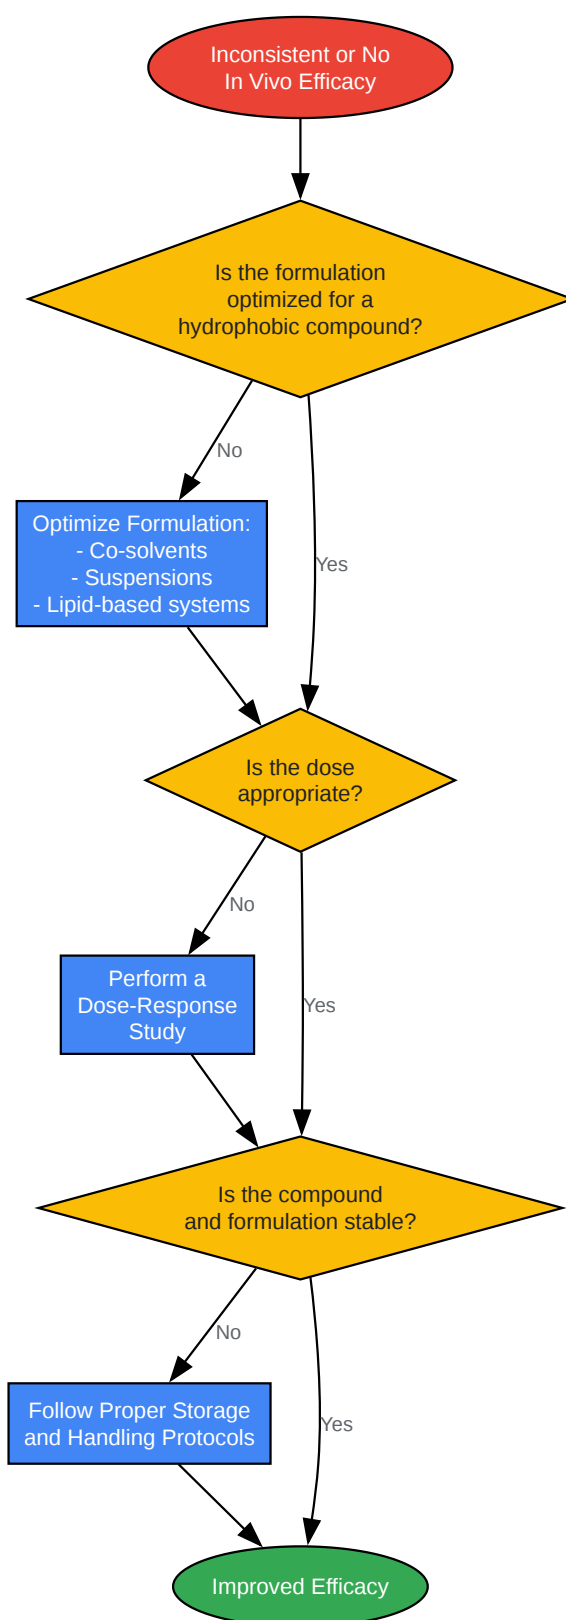 Inconsistent or No
In Vivo Efficacy
Is the formulation
optimized for a
hydrophobic compound?
No
Optimize Formulation:
- Co-solvents
- Suspensions
- Lipid-based systems
Yes
Is the dose
appropriate?
No
Perform a
Dose-Response
Study
Yes
Is the compound
and formulation stable?
No
Follow Proper Storage
and Handling Protocols
Yes
Improved Efficacy